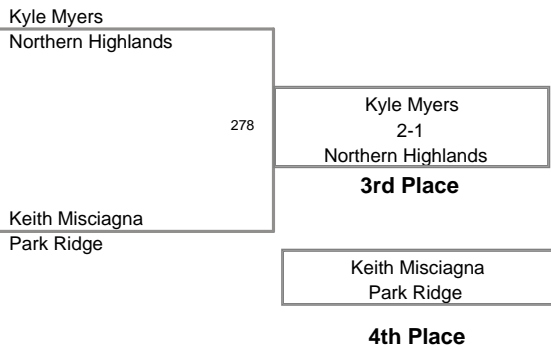 Kyle Myers
Northern Highlands
278
Kyle Myers
2-1
Northern Highlands
3rd Place
Keith Misciagna
Park Ridge
Keith Misciagna
Park Ridge
4th Place